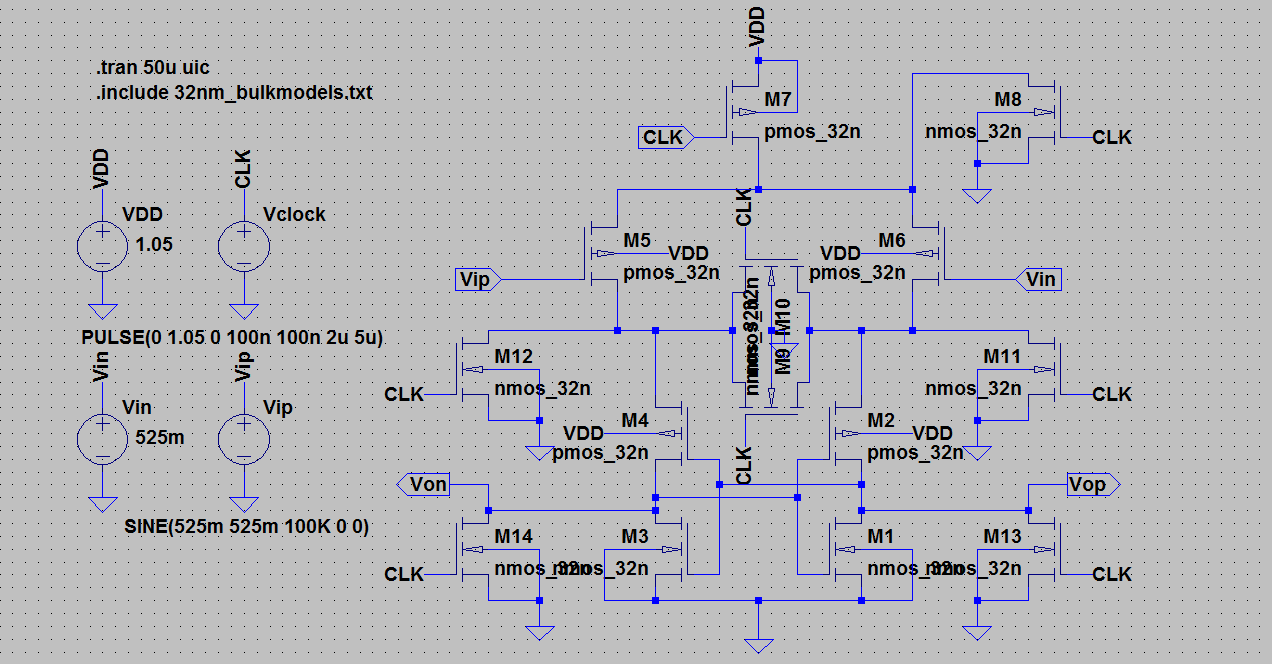 .tran 50u uic
.include 32nm_bulkmodels.txt
VDD
M7
pmos_32n
CLK
M8
nmos_32n
CLK
VDD
VDD
1.05
CLK
Vclock
PULSE(0 1.05 0 100n 100n 2u 5u)
CLK
M5
VDD
pmos_32n
Vip
VDD
M6
pmos_32n
Vin
M10
M9
M12
nmos_32n
CLK
M11
nmos_32n
CLK
Vin
Vin
525m
Vip
Vip
SINE(525m 525m 100K 0 0)
M4
VDD
pmos_32n
M2
VDD
pmos_32n
CLK
Von
Vop
M14
nmos_32n
CLK
M3
nmos_32n
M1
nmos_32n
M13
nmos_32n
CLK